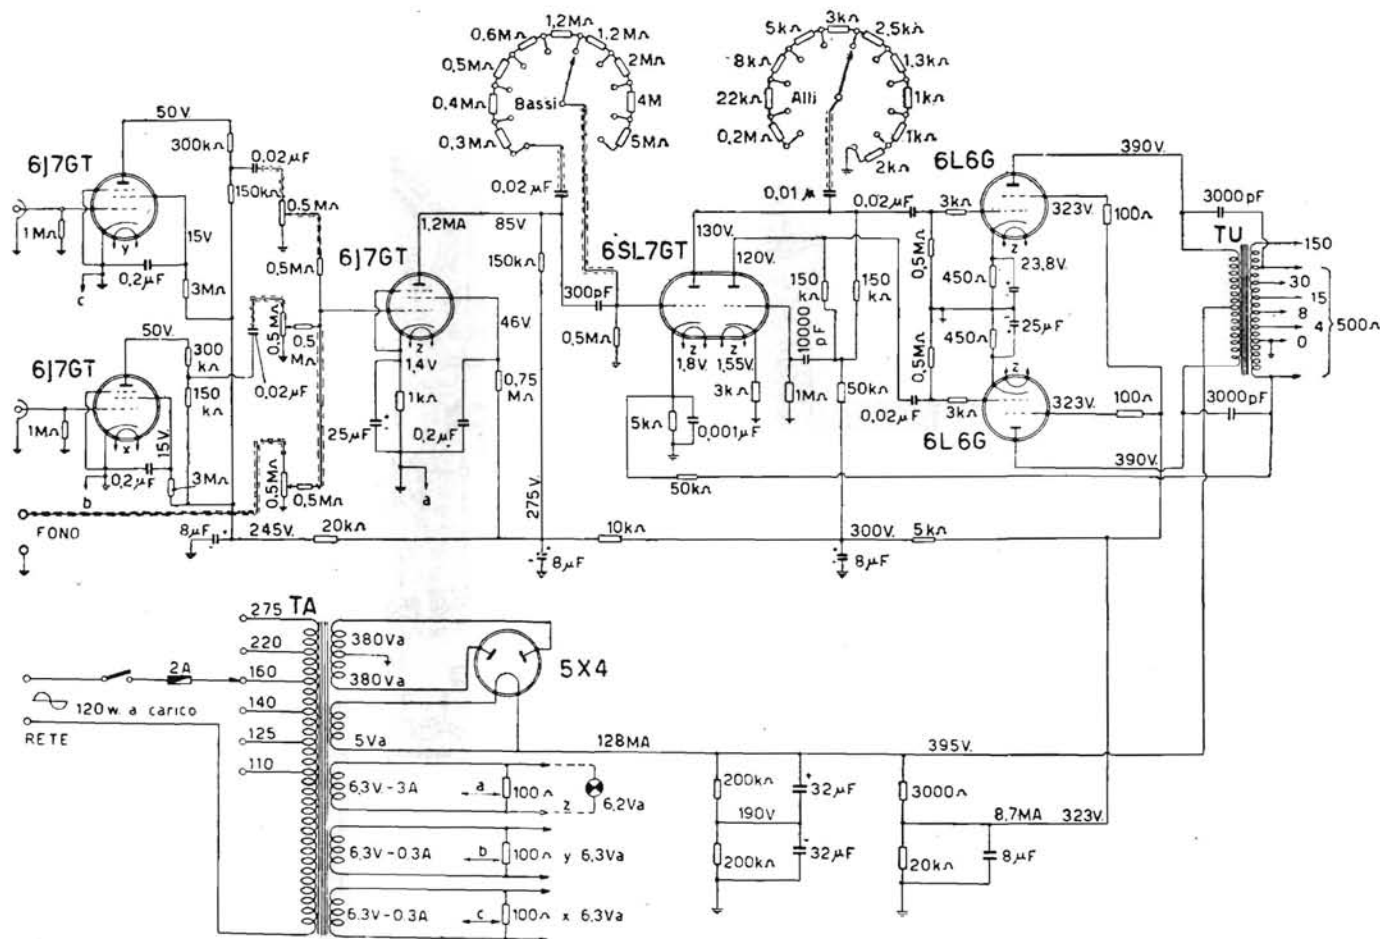 1,2MΩ
0,6MΩ
1,2MΩ
0,5MΩ
2MΩ
0,4MΩ
Bassi
4M
0,3MΩ
5MΩ
0,02µF
3kΩ
5kΩ
2,5kΩ
8kΩ
1,3kΩ
22kΩ
Alli
1kΩ
0,2MΩ
1kΩ
2kΩ
0,01µ
50V.
300kΩ
0,02µF
6J7GT
150kΩ
0.5MΩ
1MΩ
y
15V
0,2µF
c
3MΩ
0,5MΩ
50V.
300
kΩ
0.5MΩ
0.5
MΩ
6J7GT
150
kΩ
0,02µF
1MΩ
x
15V.
0,2µF
b
3MΩ
0.5MΩ
0,5MΩ
FONO
8µF
245V.
20kΩ
1,2MA
85V
6J7GT
150kΩ
300pF
z
46V
1,4V
0,75
MΩ
1kΩ
25µF
0,2µF
a
275V.
8µF
10kΩ
0,5MΩ
6SL7GT
130V.
120V.
150
kΩ
150
kΩ
z
z
1,8V.
1,55V.
10000
pF
3kΩ
1MΩ
50kΩ
5kΩ
0,001µF
50kΩ
300V.
5kΩ
8µF
0,02µF
3kΩ
6L6G
390V.
323V.
100Ω
z
0,5MΩ
450Ω
23,8V.
450Ω
25µF
0,5MΩ
z
0,02µF
3kΩ
323V.
100Ω
6L6G
390V.
3000pF
TU
150
30
15
8
4
0
500Ω
3000pF
TA
275
220
160
140
125
110
2A
120w. a carico
RETE
380Va
380Va
5X4
5Va
128MA
395V.
6,3V.-3A
a
100Ω
z
6,2Va
6,3V-0.3A
b
100Ω
y 6,3Va
6,3V-0.3A
c
100Ω
x 6,3Va
200kΩ
32µF
190V
200kΩ
32µF
3000Ω
8,7MA
323V.
20kΩ
8µF